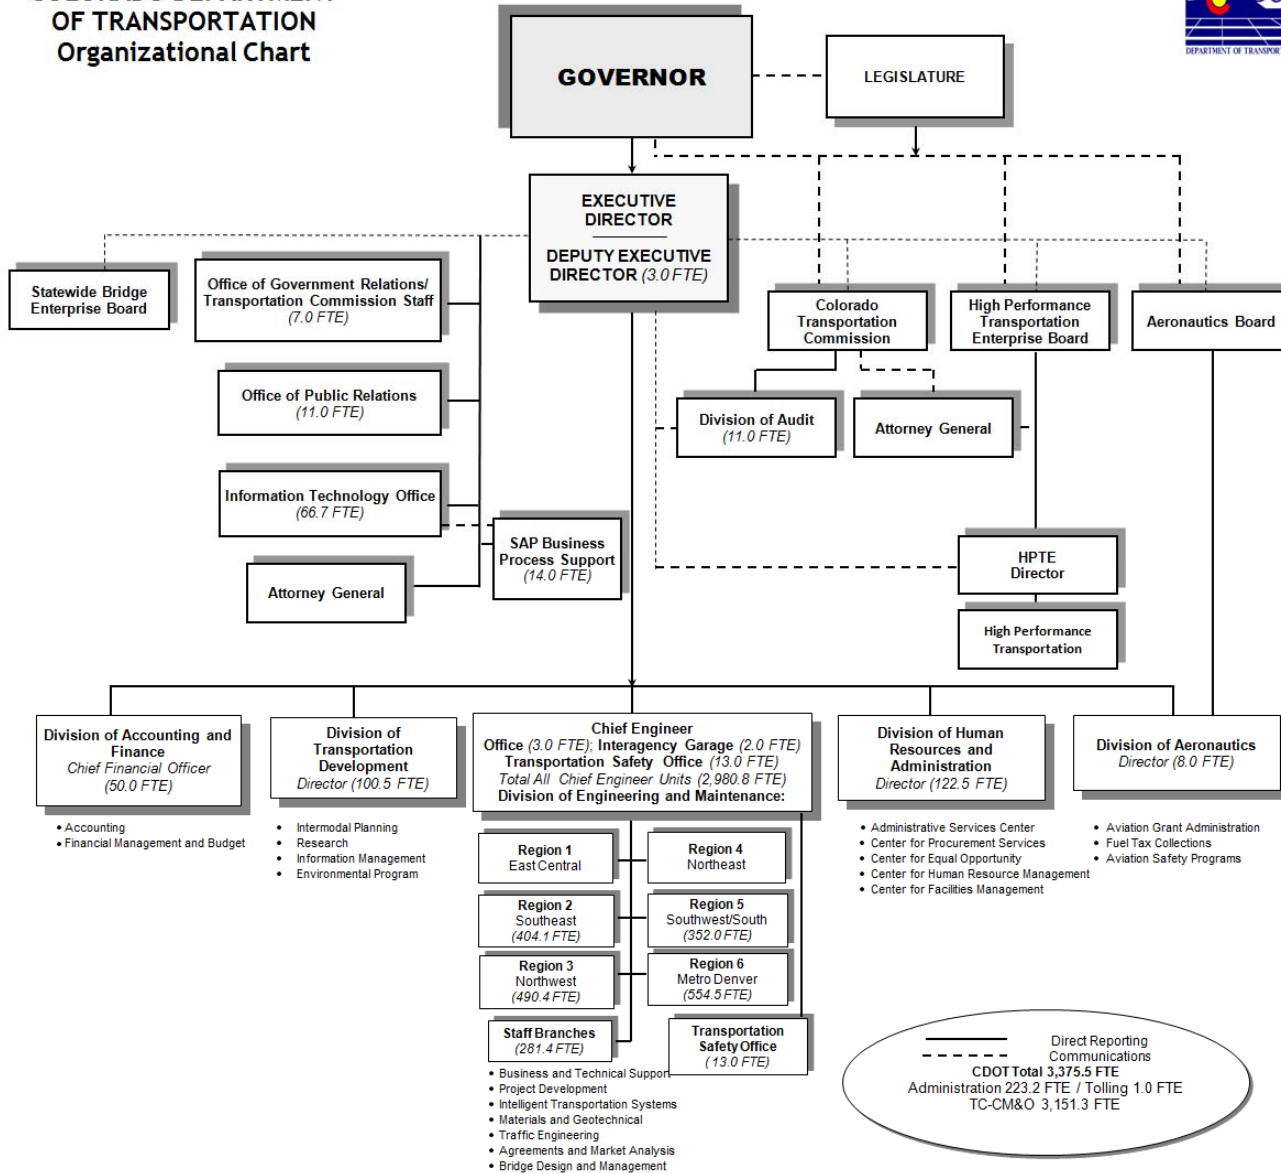 OF TRANSPORTATION
Organizational Chart
DEPARTMENT OF TRANSPOR
GOVERNOR
LEGISLATURE
EXECUTIVE
DIRECTOR
DEPUTY EXECUTIVE
DIRECTOR (3.0 FTE)
Statewide Bridge
Enterprise Board
Office of Government Relations/
Transportation Commission Staff
(7.0 FTE)
Colorado
Transportation
Commission
High Performance
Transportation
Enterprise Board
Aeronautics Board
Office of Public Relations
(11.0 FTE)
Division of Audit
(11.0 FTE)
Attorney General
Information Technology Office
(66.7 FTE)
SAP Business
Process Support
(14.0 FTE)
Attorney General
HPTE
Director
High Performance
Transportation
Division of Accounting and
Finance
Chief Financial Officer
(50.0 FTE)
Division of
Transportation
Development
Director (100.5 FTE)
Chief Engineer
Office (3.0 FTE); Interagency Garage (2.0 FTE)
Transportation Safety Office (13.0 FTE)
Total All Chief Engineer Units (2,980.8 FTE)
Division of Engineering and Maintenance:
Division of Human
Resources and
Administration
Director (122.5 FTE)
Division of Aeronautics
Director (8.0 FTE)
• Accounting
• Financial Management and Budget
• Intermodal Planning
• Research
• Information Management
• Environmental Program
• Administrative Services Center
• Center for Procurement Services
• Center for Equal Opportunity
• Center for Human Resource Management
• Center for Facilities Management
• Aviation Grant Administration
• Fuel Tax Collections
• Aviation Safety Programs
Region 1
East Central
Region 4
Northeast
Region 2
Southeast
(404.1 FTE)
Region 5
Southwest/South
(352.0 FTE)
Region 3
Northwest
(490.4 FTE)
Region 6
Metro Denver
(554.5 FTE)
Staff Branches
(281.4 FTE)
Transportation
Safety Office
(13.0 FTE)
• Business and Technical Support
• Project Development
• Intelligent Transportation Systems
• Materials and Geotechnical
• Traffic Engineering
• Agreements and Market Analysis
• Bridge Design and Management
Direct Reporting
Communications
CDOT Total 3,375.5 FTE
Administration 223.2 FTE / Tolling 1.0 FTE
TC-CM&O 3,151.3 FTE